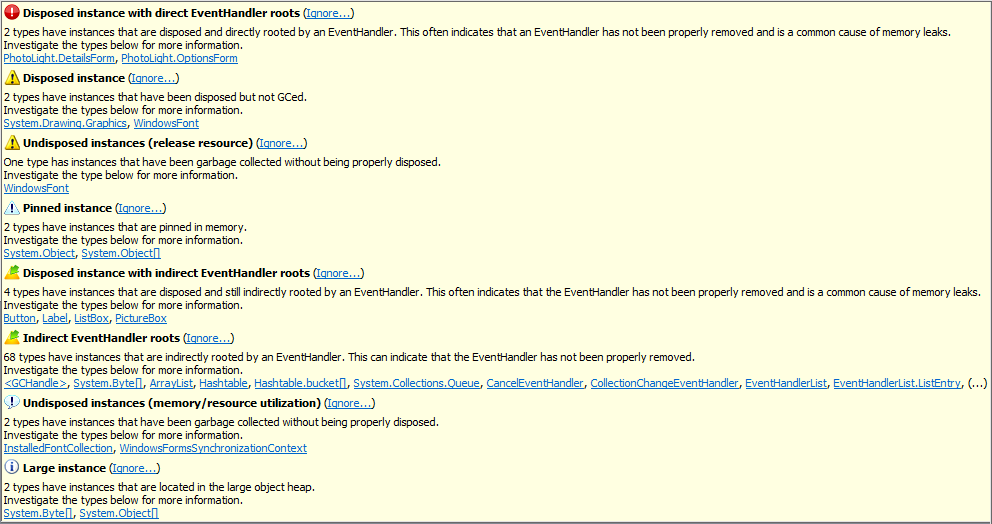 Disposed instance with direct EventHandler roots (Ignore...)
2 types have instances that are disposed and directly rooted by an EventHandler. This often indicates that an EventHandler has not been properly removed and is a common cause of memory leaks.
Investigate the types below for more information.
PhotoLight.DetailsForm, PhotoLight.OptionsForm
Disposed instance (Ignore...)
2 types have instances that have been disposed but not GCed.
Investigate the types below for more information.
System.Drawing.Graphics, WindowsFont
Undisposed instances (release resource) (Ignore...)
One type has instances that have been garbage collected without being properly disposed.
Investigate the type below for more information.
WindowsFont
Pinned instance (Ignore...)
2 types have instances that are pinned in memory.
Investigate the types below for more information.
System.Object, System.Object[]
Disposed instance with indirect EventHandler roots (Ignore...)
4 types have instances that are disposed and still indirectly rooted by an EventHandler. This often indicates that the EventHandler has not been properly removed and is a common cause of memory leaks.
Investigate the types below for more information.
Button, Label, ListBox, PictureBox
Indirect EventHandler roots (Ignore...)
68 types have instances that are indirectly rooted by an EventHandler. This can indicate that the EventHandler has not been properly removed.
Investigate the types below for more information.
<GCHandle>, System.Byte[], ArrayList, Hashtable, Hashtable.bucket[], System.Collections.Queue, CancelEventHandler, CollectionChangeEventHandler, EventHandlerList, EventHandlerList.ListEntry, (...)
Undisposed instances (memory/resource utilization) (Ignore...)
2 types have instances that have been garbage collected without being properly disposed.
Investigate the types below for more information.
InstalledFontCollection, WindowsFormsSynchronizationContext
Large instance (Ignore...)
2 types have instances that are located in the large object heap.
Investigate the types below for more information.
System.Byte[], System.Object[]